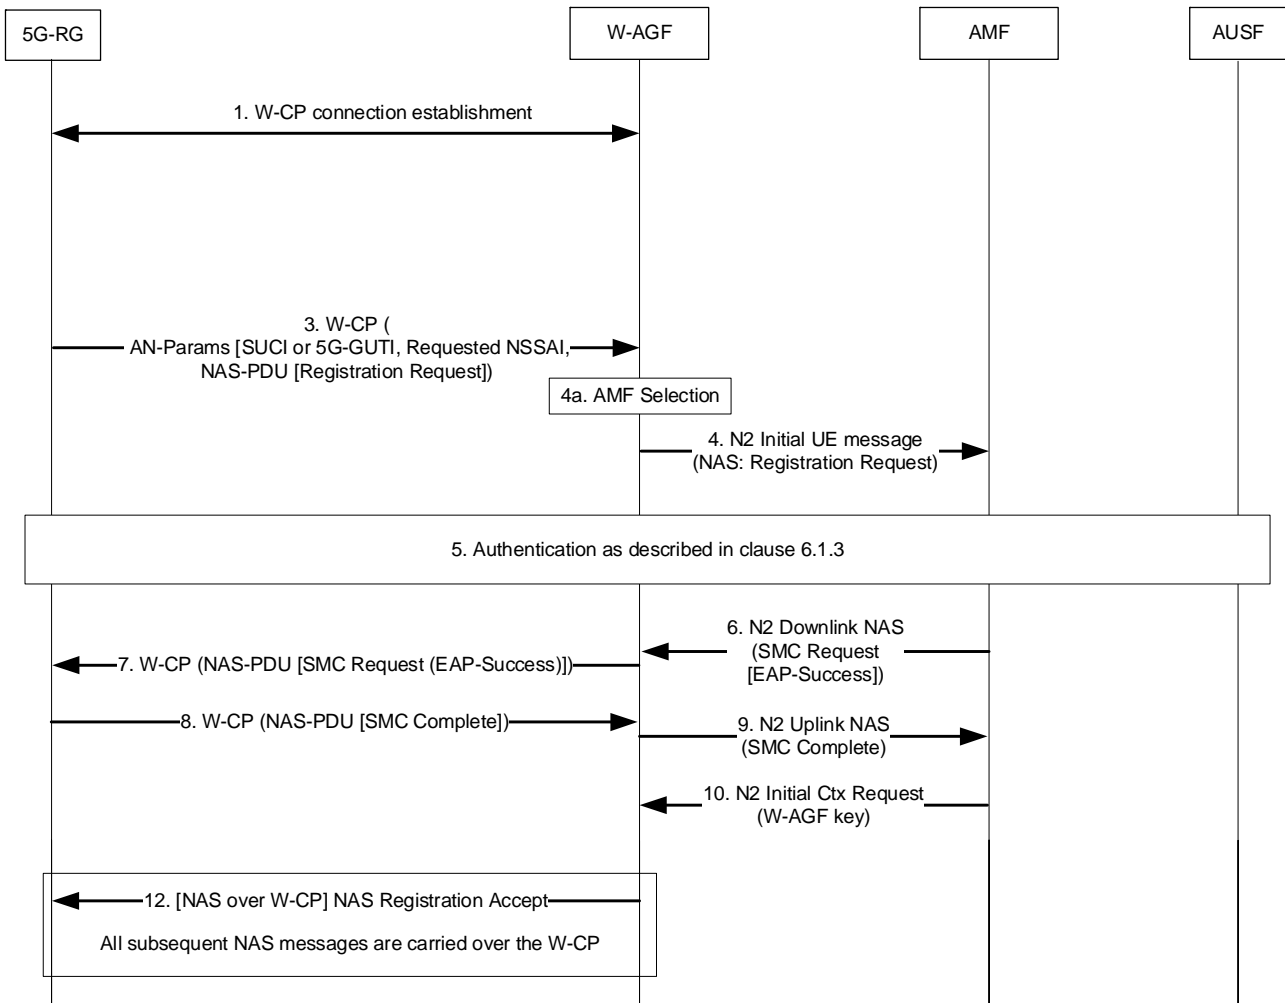 5G-RG
W-AGF
AMF
AUSF
1. W-CP connection establishment
3. W-CP (
AN-Params [SUCI or 5G-GUTI, Requested NSSAI,
NAS-PDU [Registration Request])
4a. AMF Selection
4. N2 Initial UE message
(NAS: Registration Request)
5. Authentication as described in clause 6.1.3
6. N2 Downlink NAS
(SMC Request
[EAP-Success])
7. W-CP (NAS-PDU [SMC Request (EAP-Success)])
8. W-CP (NAS-PDU [SMC Complete])
9. N2 Uplink NAS
(SMC Complete)
10. N2 Initial Ctx Request
(W-AGF key)
12. [NAS over W-CP] NAS Registration Accept
All subsequent NAS messages are carried over the W-CP